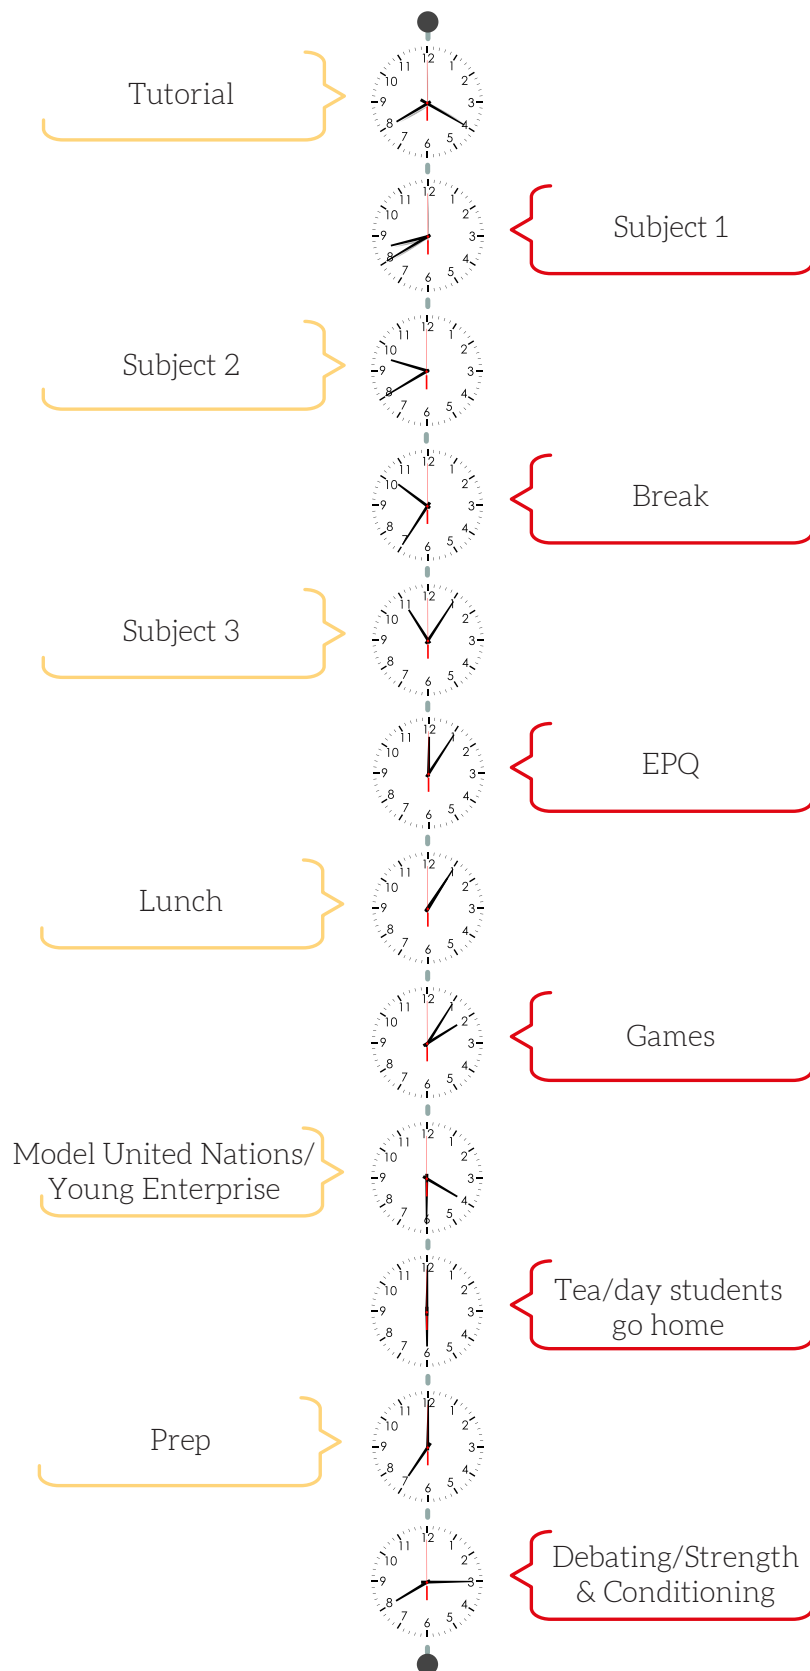 Tutorial
Subject 1
Subject 2
Break
Subject 3
EPQ
Lunch
Games
Model United Nations/
Young Enterprise
Tea/day students
go home
Prep
Debating/Strength
& Conditioning